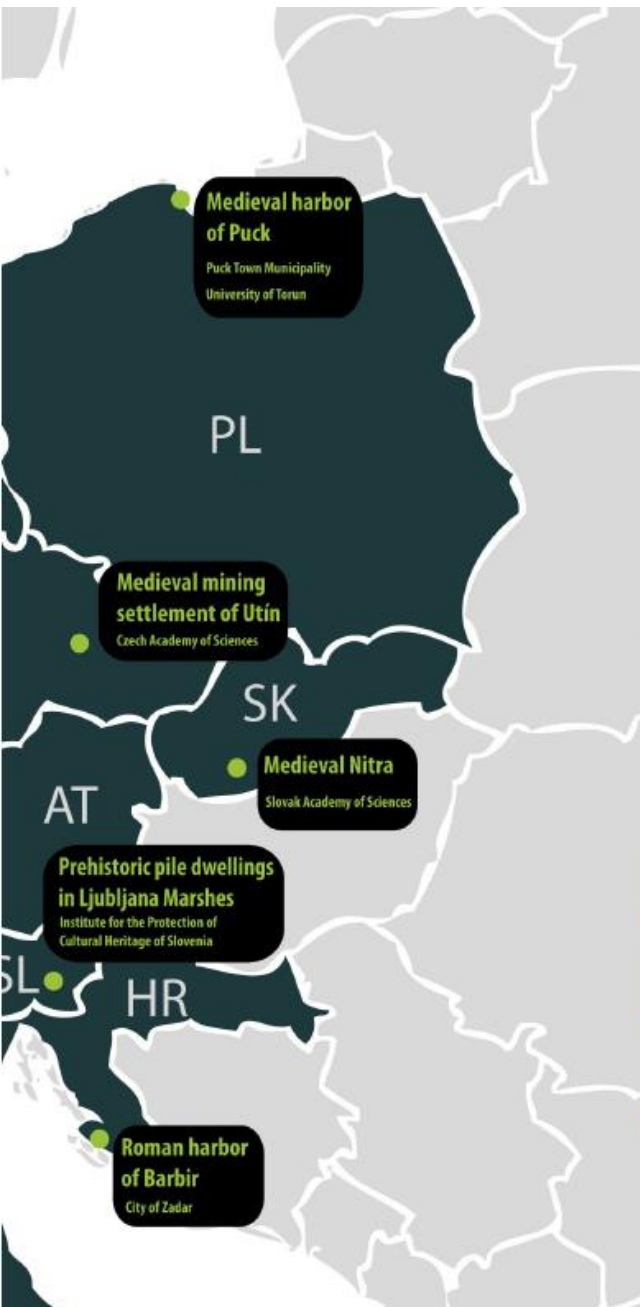 Medieval harbor
of Puck
Puck Town Municipality
University of Torun
PL
Medieval mining
settlement of Utín
Czech Academy of Sciences
SK
Medieval Nitra
Slovak Academy of Sciences
AT
Prehistoric pile dwellings
in Ljubljana Marshes
Institute for the Protection of
Cultural Heritage of Slovenia
SL
HR
Roman harbor
of Barbir
City of Zadar